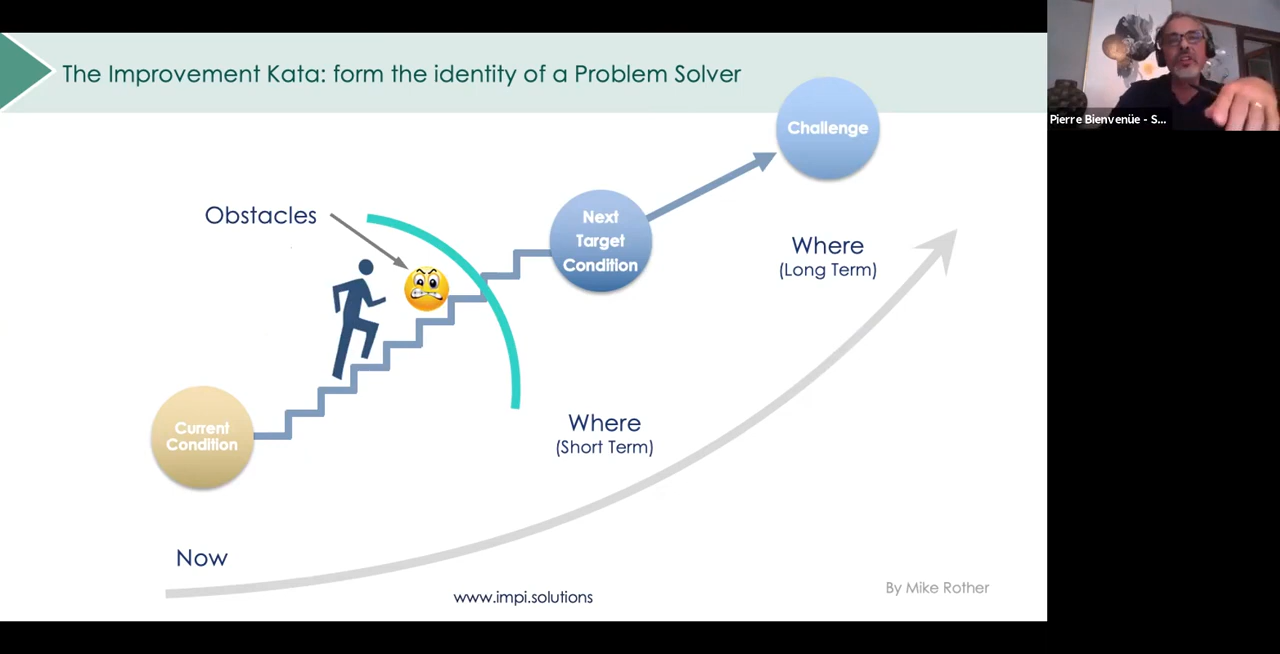 The Improvement Kata: form the identity of a Problem Solver
Pierre Bienvenüe - S...
Challenge
Obstacles
Next
Target
Condition
Where
(Long Term)
Current
Condition
Where
(Short Term)
Now
www.impi.solutions
By Mike Rother